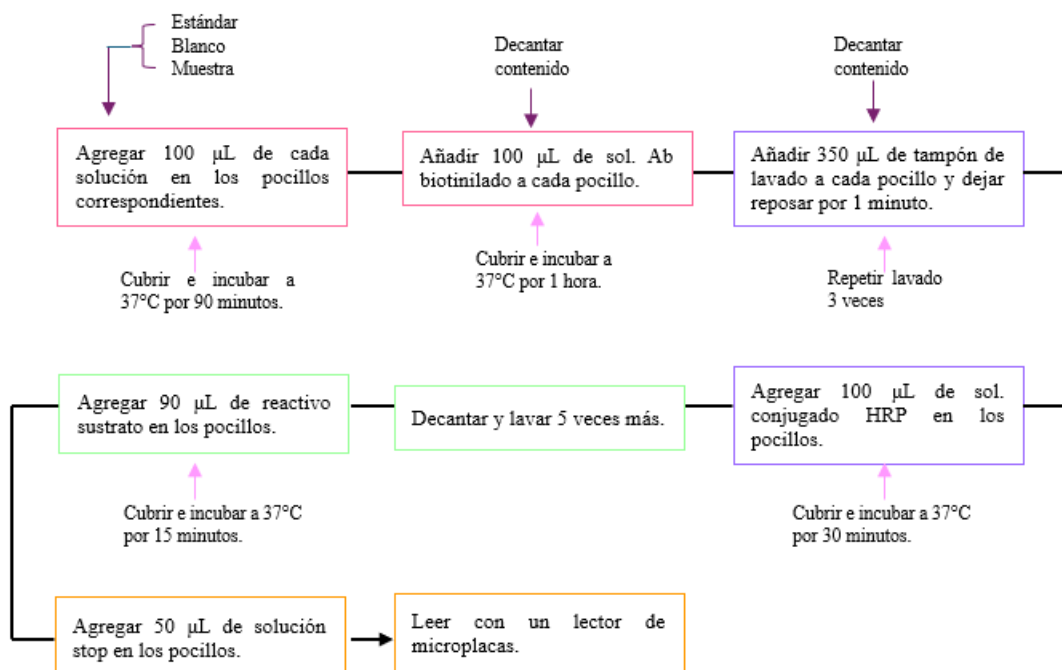 Estándar
Blanco
Muestra
Decantar
contenido
Decantar
contenido
Agregar 100 μL de cada
solución en los pocillos
correspondientes.
Añadir 100 μL de sol. Ab
biotinilado a cada pocillo.
Añadir 350 μL de tampón de
lavado a cada pocillo y dejar
reposar por 1 minuto.
Cubrir e incubar a
37°C por 90 minutos.
Cubrir e incubar a
37°C por 1 hora.
Repetir lavado
3 veces
Agregar 90 μL de reactivo
sustrato en los pocillos.
Decantar y lavar 5 veces más.
Agregar 100 μL de sol.
conjugado HRP en los
pocillos.
Cubrir e incubar a 37°C
por 15 minutos.
Cubrir e incubar a 37°C
por 30 minutos.
Agregar 50 μL de solución
stop en los pocillos.
Leer con un lector de
microplacas.